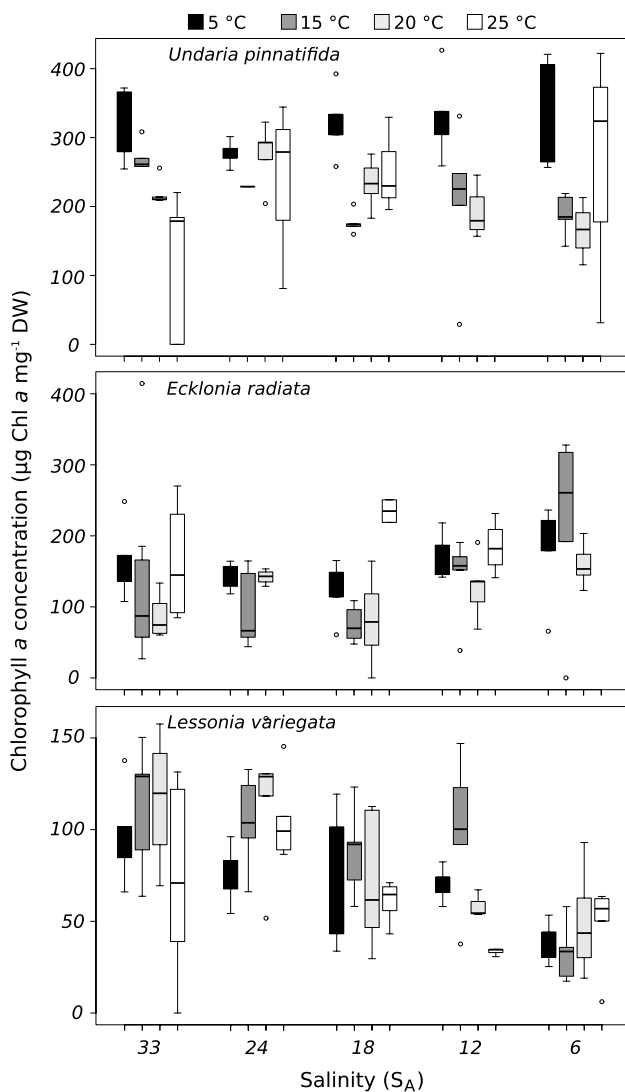 5 °C 15 °C 20 °C 25 °C
Chlorophyll a concentration (µg Chl a mg⁻¹ DW)
Undaria pinnatifida
400
300
200
100
0
Ecklonia radiata
400
300
200
100
0
Lessonia variegata
150
100
50
0
33 24 18 12 6
Salinity (S_A)